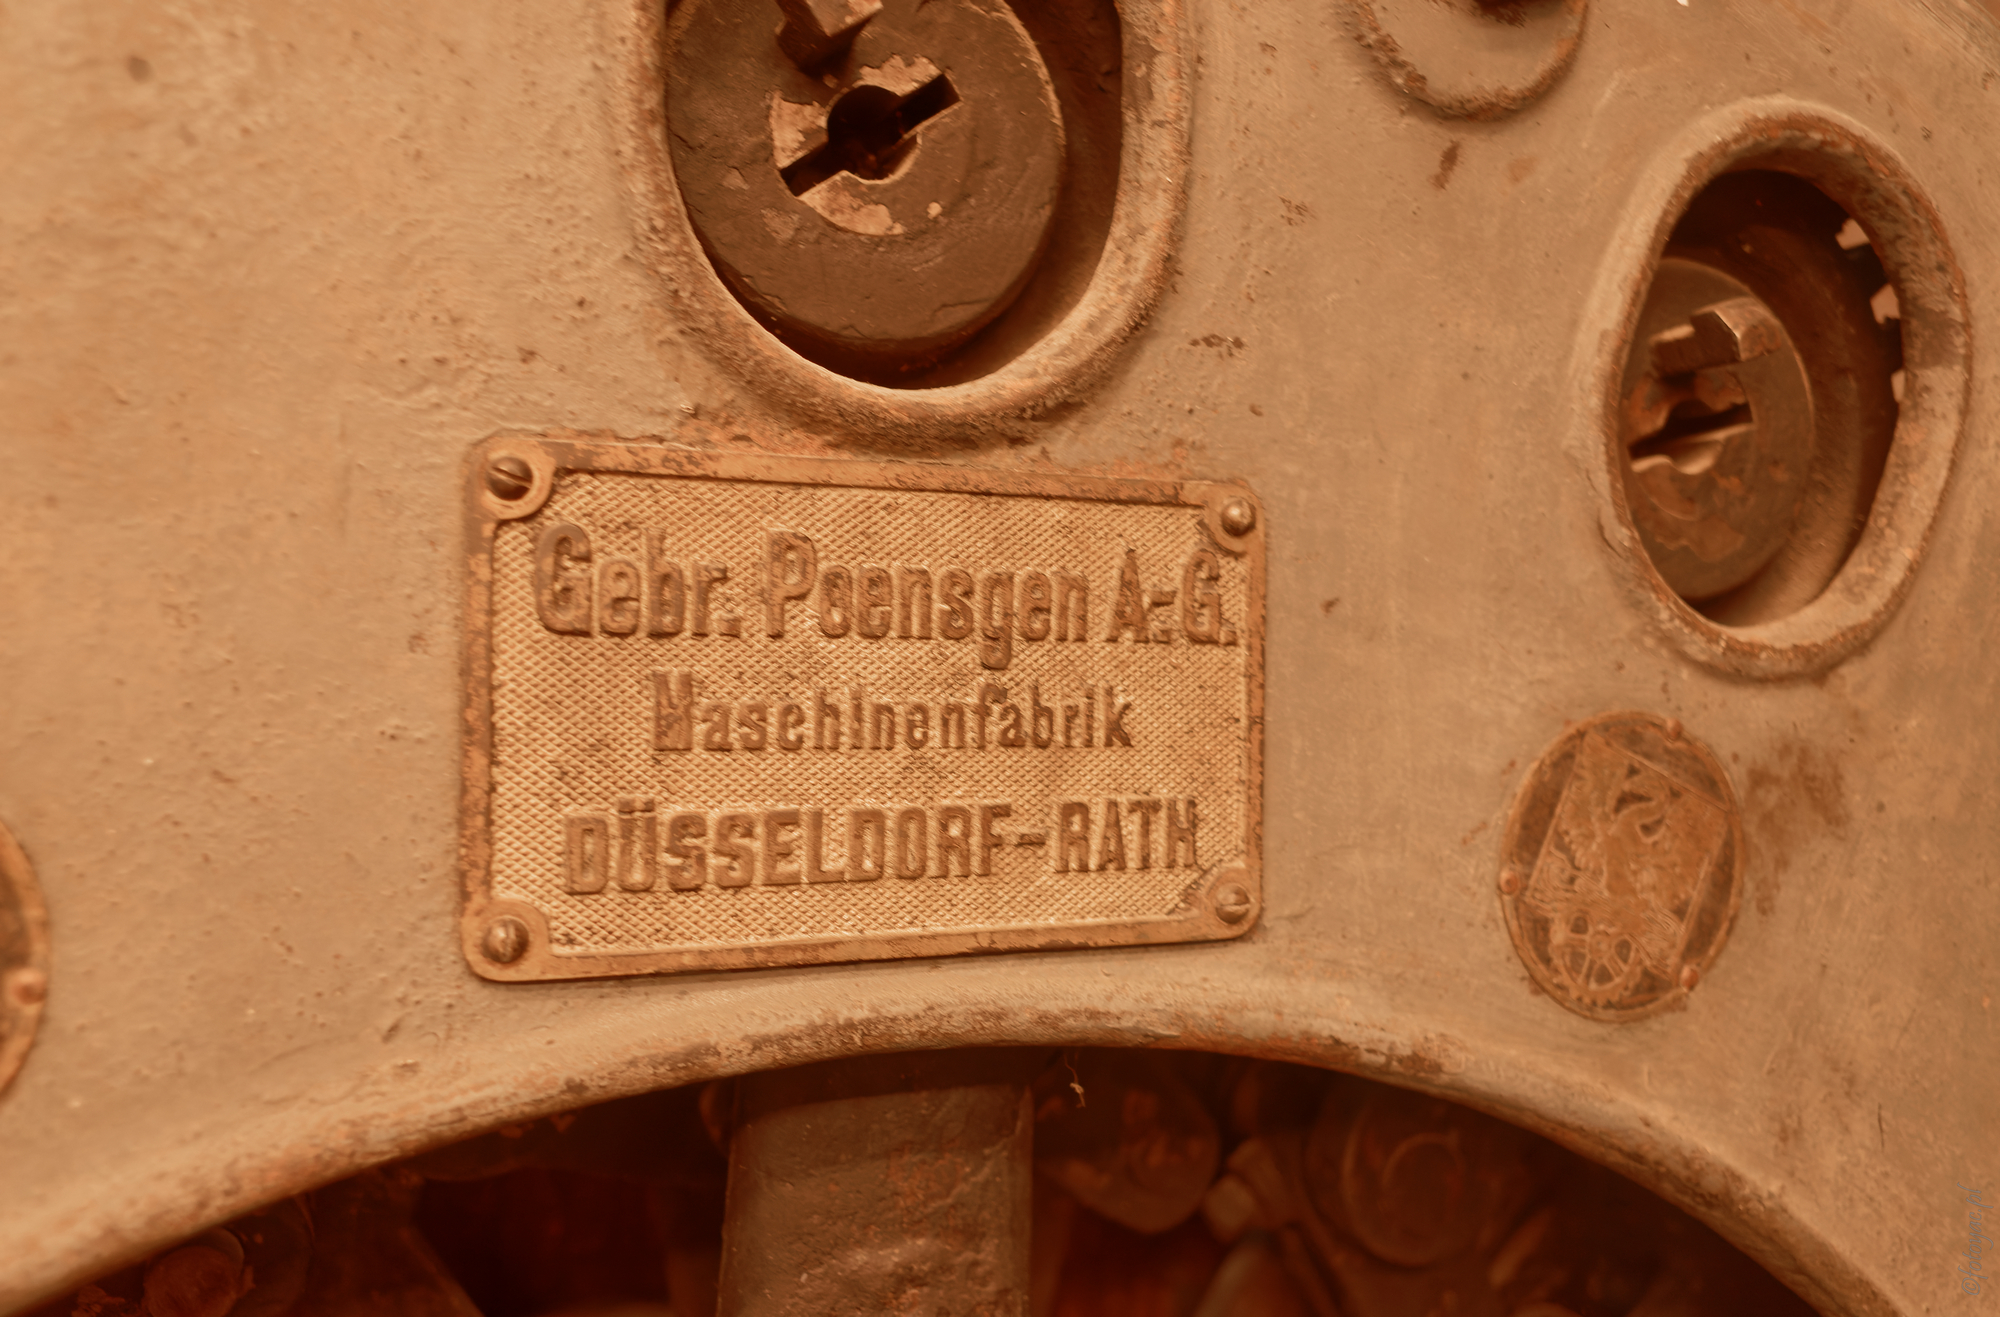 Gebr. Poensgen A.-G.
Maschinenfabrik
DÜSSELDORF-RATH